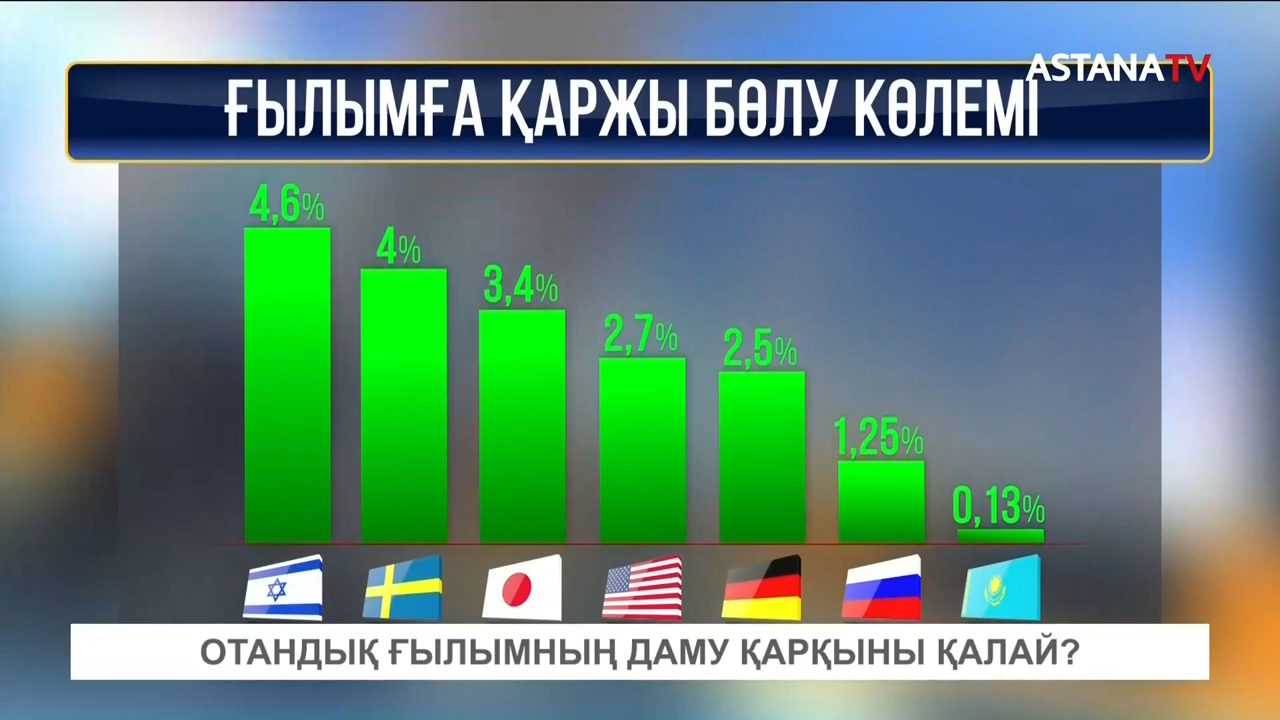 ASTANATV
ҒЫЛЫМҒА ҚАРЖЫ БӨЛУ КӨЛЕМІ
4,6%
4%
3,4%
2,7%
2,5%
1,25%
0,13%
ОТАНДЫҚ ҒЫЛЫМНЫҢ ДАМУ ҚАРҚЫНЫ ҚАЛАЙ?